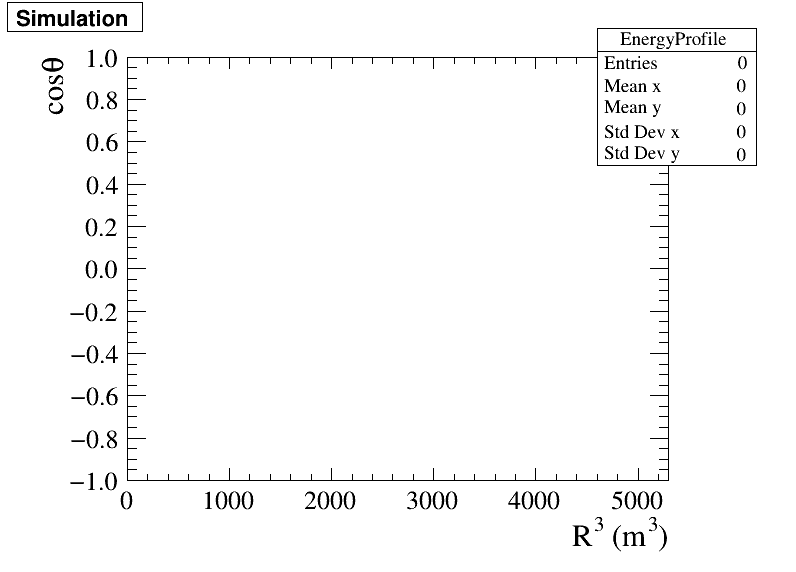 Simulation
EnergyProfile
Entries 0
Mean x 0
Mean y 0
Std Dev x 0
Std Dev y 0
cosθ
1.0
0.8
0.6
0.4
0.2
0.0
−0.2
−0.4
−0.6
−0.8
−1.0
0 1000 2000 3000 4000 5000
R³ (m³)